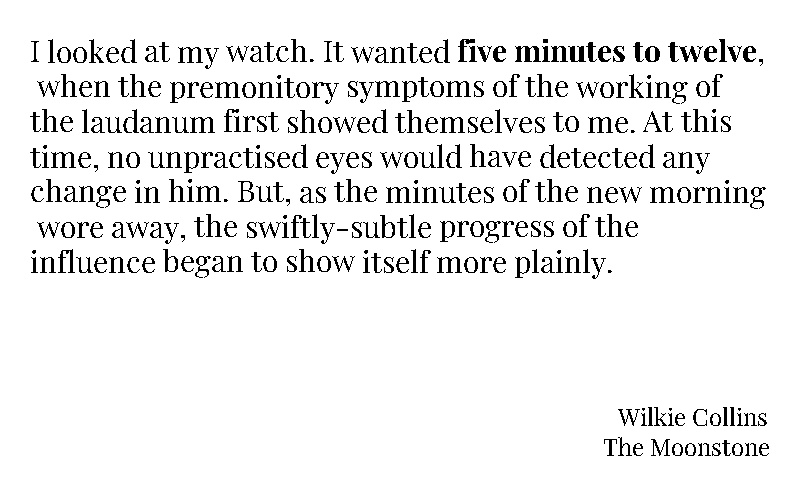 I looked at my watch. It wanted five minutes to twelve,
when the premonitory symptoms of the working of
the laudanum first showed themselves to me. At this
time, no unpractised eyes would have detected any
change in him. But, as the minutes of the new morning
wore away, the swiftly-subtle progress of the
influence began to show itself more plainly.
Wilkie Collins
The Moonstone